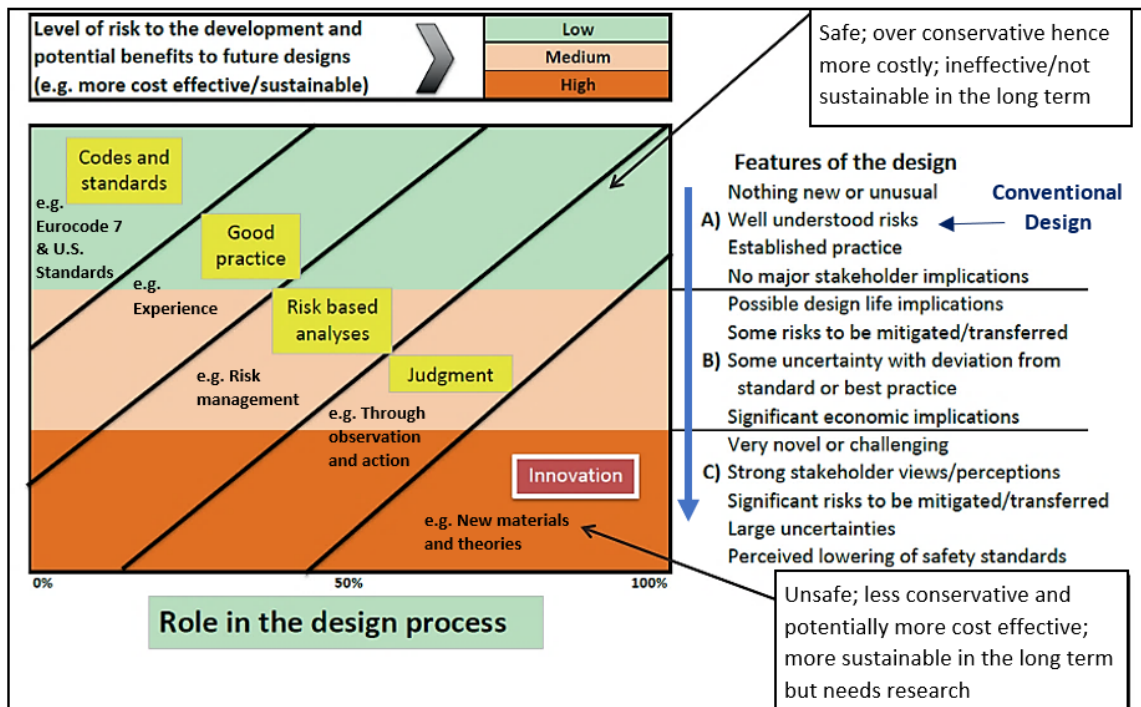 Level of risk to the development and
potential benefits to future designs
(e.g. more cost effective/sustainable)
Low
Medium
High
Safe; over conservative hence
more costly; ineffective/not
sustainable in the long term
Codes and
standards
e.g.
Eurocode 7
& U.S.
Standards
Good
practice
e.g.
Experience
Risk based
analyses
e.g. Risk
management
Judgment
e.g. Through
observation
and action
Innovation
e.g. New materials
and theories
0%
50%
100%
Role in the design process
Features of the design
Nothing new or unusual
A) Well understood risks
Established practice
No major stakeholder implications
Conventional
Design
Possible design life implications
Some risks to be mitigated/transferred
B) Some uncertainty with deviation from
standard or best practice
Significant economic implications
Very novel or challenging
C) Strong stakeholder views/perceptions
Significant risks to be mitigated/transferred
Large uncertainties
Perceived lowering of safety standards
Unsafe; less conservative and
potentially more cost effective;
more sustainable in the long term
but needs research